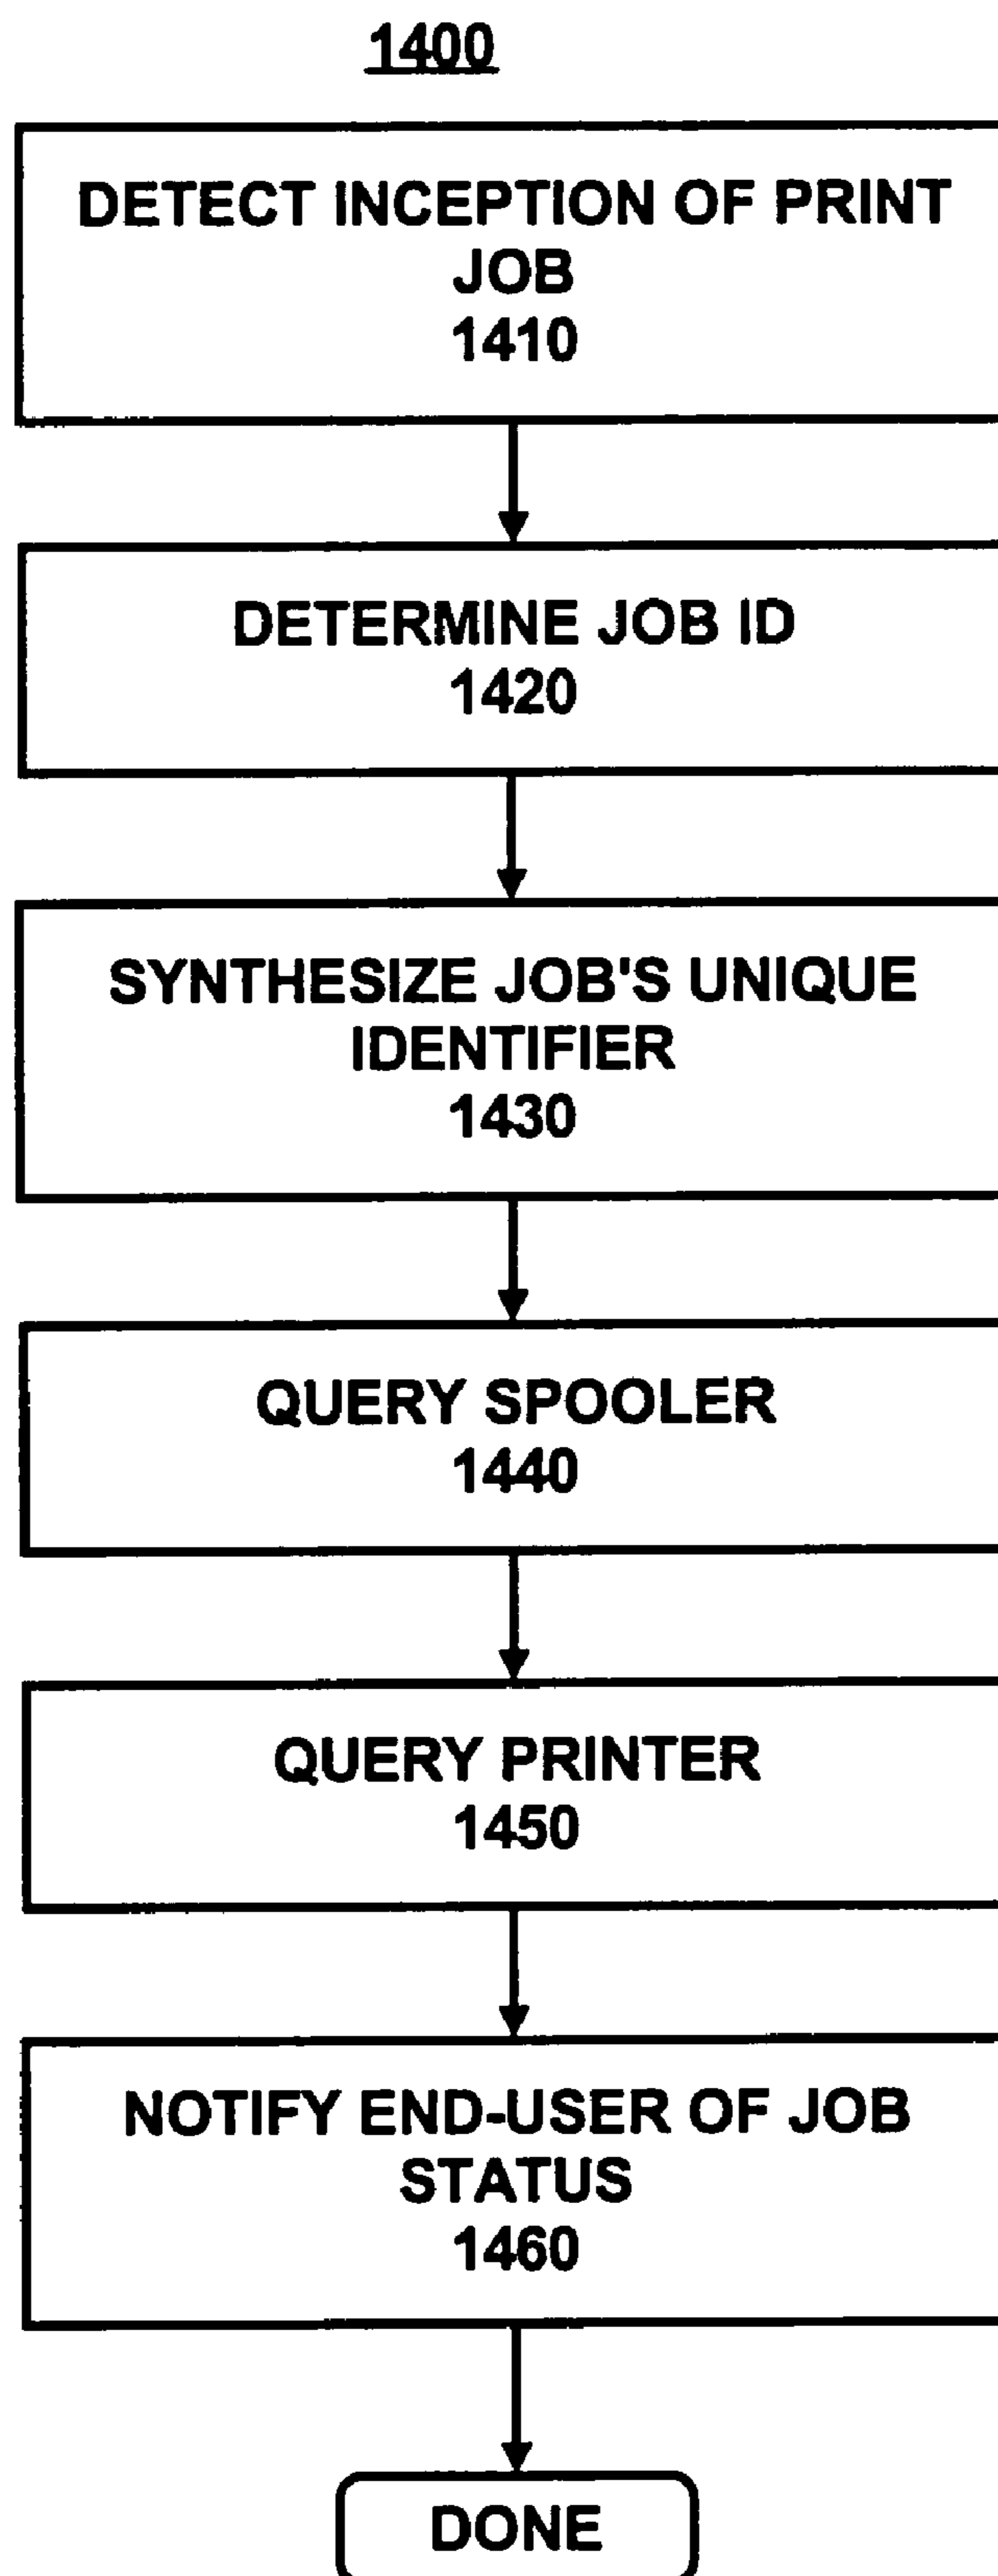 1400
DETECT INCEPTION OF PRINT
JOB
1410
DETERMINE JOB ID
1420
SYNTHESIZE JOB'S UNIQUE
IDENTIFIER
1430
QUERY SPOOLER
1440
QUERY PRINTER
1450
NOTIFY END-USER OF JOB
STATUS
1460
DONE